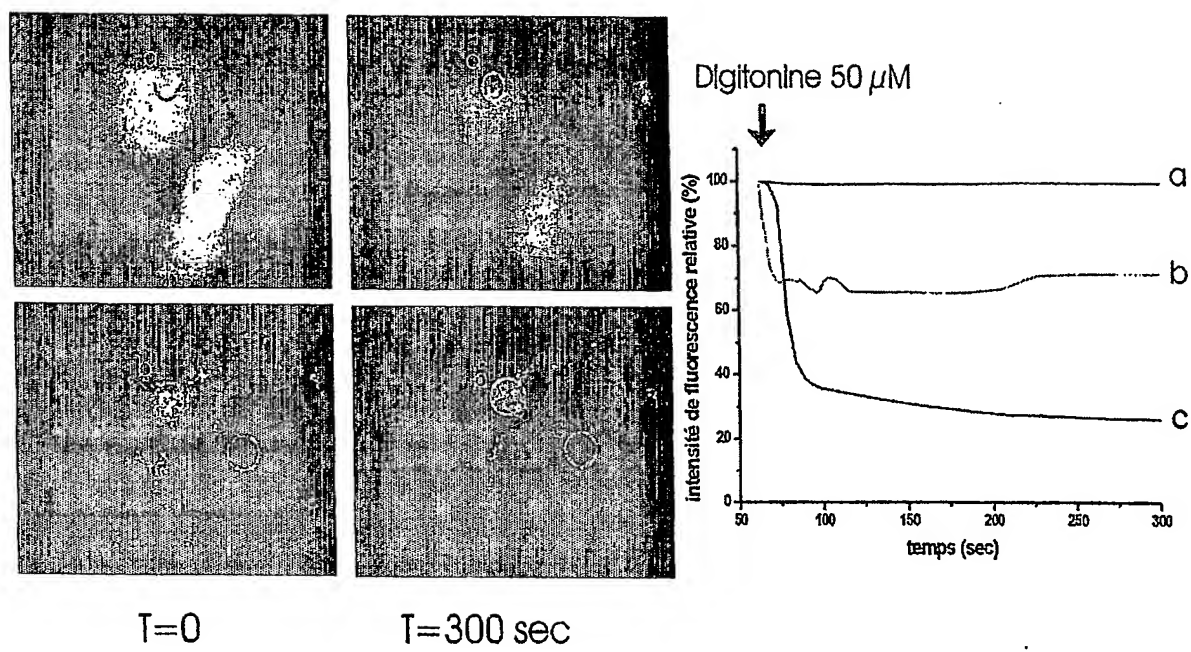 Digitonine 50 µM
intensité de fluorescence relative (%)
100
80
60
40
20
0
a
b
c
50
100
150
200
250
300
temps (sec)
T=0
T=300 sec